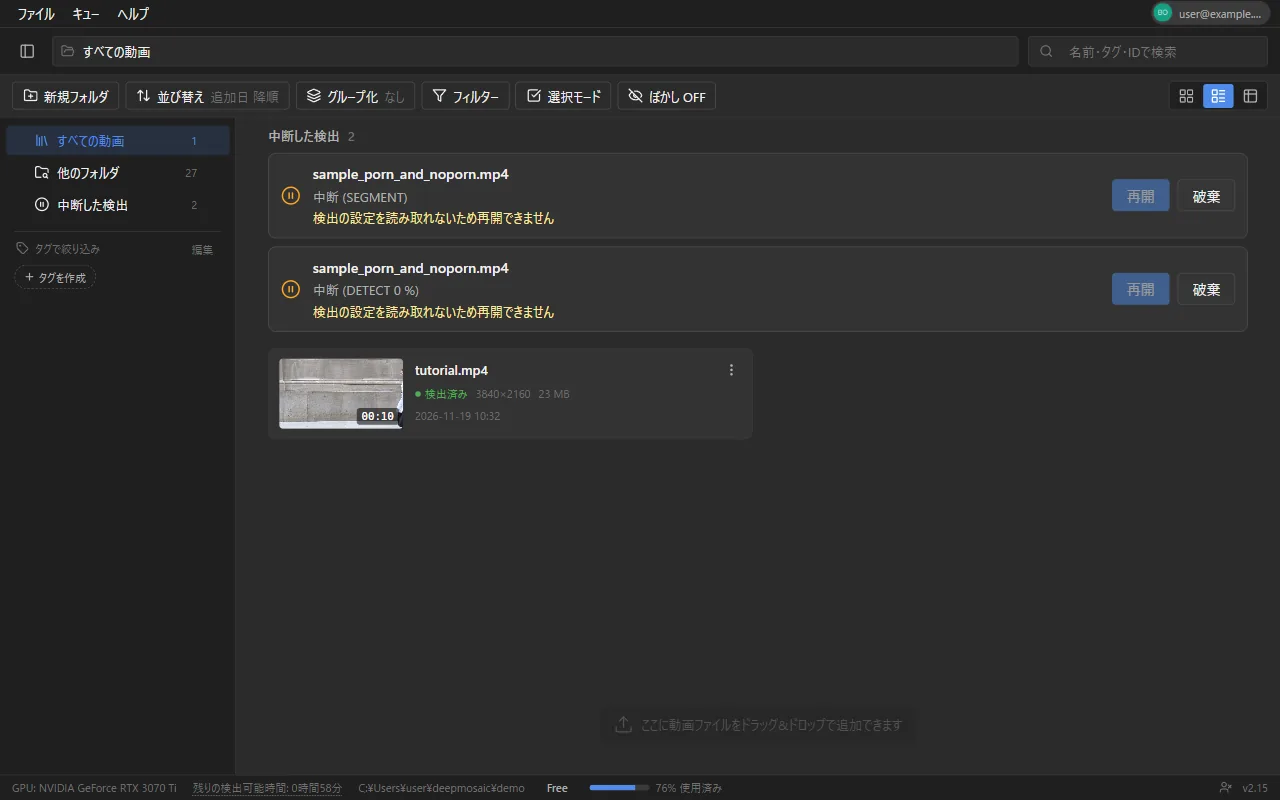 ファイル キュー ヘルプ
BO user@example....
すべての動画
名前・タグ・IDで検索
新規フォルダ 並び替え 追加日 降順 グループ化 なし フィルター 選択モード ぼかし OFF
すべての動画 1
他のフォルダ 27
中断した検出 2
タグで絞り込み 編集
+ タグを作成
中断した検出 2
sample_porn_and_noporn.mp4
中断 (SEGMENT)
検出の設定を読み取れないため再開できません
再開 破棄
sample_porn_and_noporn.mp4
中断 (DETECT 0 %)
検出の設定を読み取れないため再開できません
再開 破棄
00:10
tutorial.mp4
検出済み 3840×2160 23 MB
2026-11-19 10:32
ここに動画ファイルをドラッグ&ドロップで追加できます
GPU: NVIDIA GeForce RTX 3070 Ti 残りの検出可能時間: 0時間58分 C:¥Users¥user¥deepmosaic¥demo Free 76% 使用済み v2.15